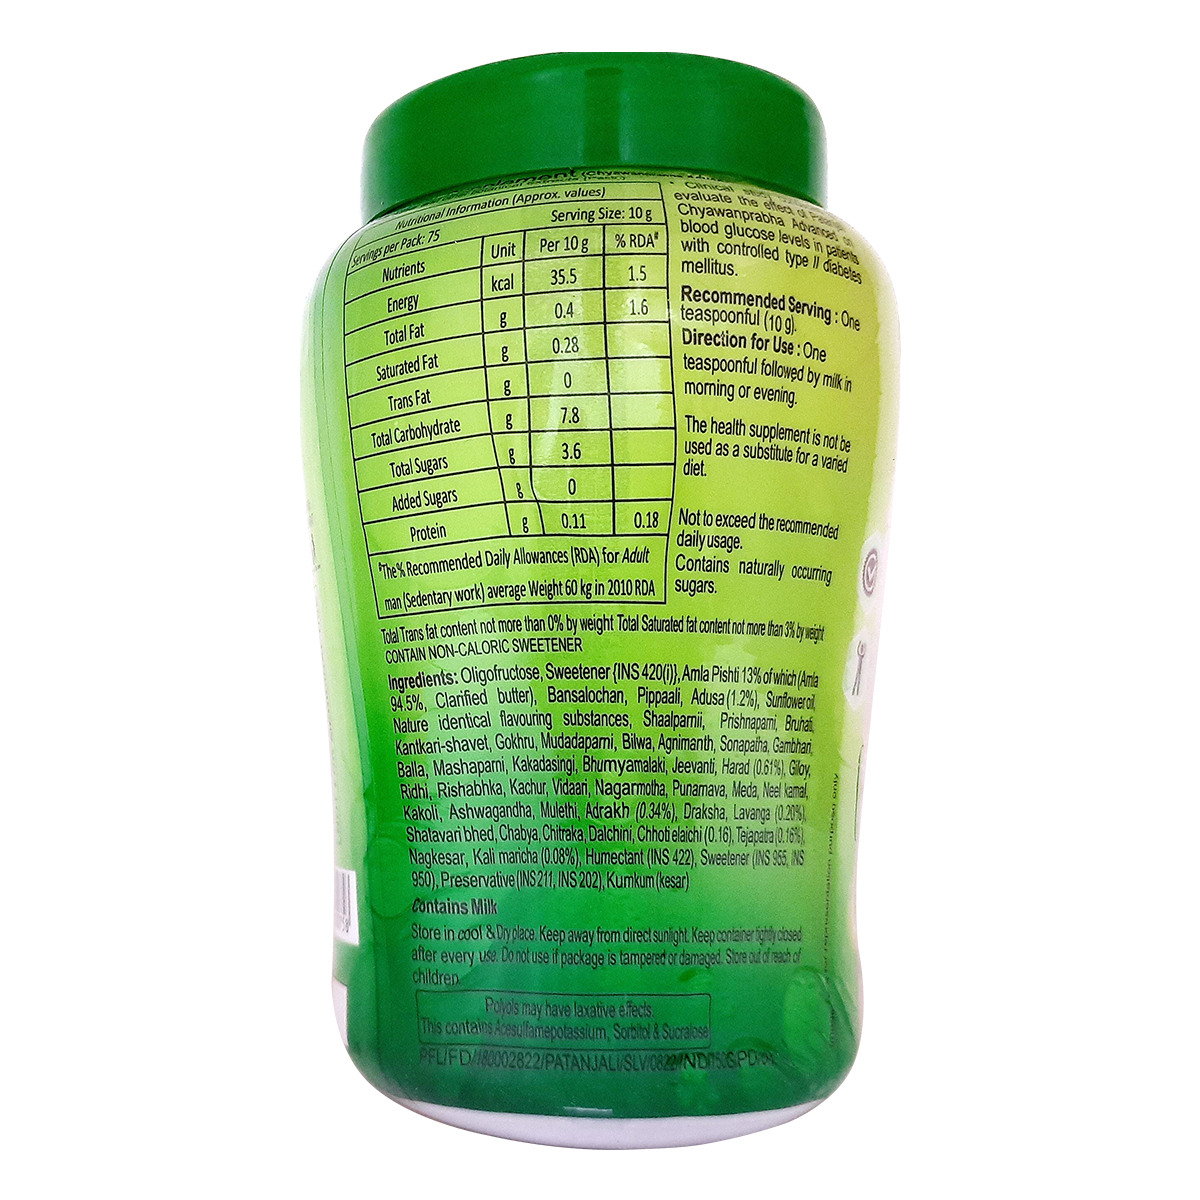 Nutritional Information (Approx. values)
Servings per Pack: 75 Serving Size: 10 g
Nutrients Unit Per 10 g % RDA#
Energy kcal 35.5 1.5
Total Fat g 0.4 1.6
Saturated Fat g 0.28
Trans Fat g 0
Total Carbohydrate g 7.8
Total Sugars g 3.6
Added Sugars g 0
Protein g 0.11 0.18
#The % Recommended Daily Allowances (RDA) for Adult
man (Sedentary work) average Weight 60 kg in 2010 RDA
Clinical
evaluate the effect of
Chyawanprabha Advanced on
blood glucose levels in patients
with controlled type II diabetes
mellitus.
Recommended Serving : One
teaspoonful (10 g).
Direction for Use : One
teaspoonful followed by milk in
morning or evening.
The health supplement is not be
used as a substitute for a varied
diet.
Not to exceed the recommended
daily usage.
Contains naturally occurring
sugars.
Total Trans fat content not more than 0% by weight Total Saturated fat content not more than 3% by weight
CONTAIN NON-CALORIC SWEETENER
Ingredients: Oligofructose, Sweetener {INS 420(i)}, Amla Pishti 13% of which (Amla
94.5%, Clarified butter), Bansalochan, Pippaali, Adusa (1.2%), Sunflower oil,
Nature identical flavouring substances, Shaalparnii, Prishnaparni, Bruhati,
Kantkari-shavet, Gokhru, Mudadaparni, Bilwa, Agnimanth, Sonapatha, Gambhari,
Balla, Mashaparni, Kakadasingi, Bhumyamalaki, Jeevanti, Harad (0.61%), Giloy,
Ridhi, Rishabhka, Kachur, Vidaari, Nagarmotha, Punarnava, Meda, Neel kamal,
Kakoli, Ashwagandha, Mulethi, Adrakh (0.34%), Draksha, Lavanga (0.20%),
Shatavari bhed, Chabya, Chitraka, Dalchini, Chhoti elaichi (0.16), Tejapatra (0.16%),
Nagkesar, Kali maricha (0.08%), Humectant (INS 422), Sweetener (INS 955, INS
950), Preservative (INS 211, INS 202), Kumkum (kesar)
Contains Milk
Store in cool & Dry place. Keep away from direct sunlight. Keep container tightly closed
after every use. Do not use if package is tampered or damaged. Store out of reach of
children.
Polyols may have laxative effects.
This contains Acesulfamepotassium, Sorbitol & Sucralose
representation purpose only